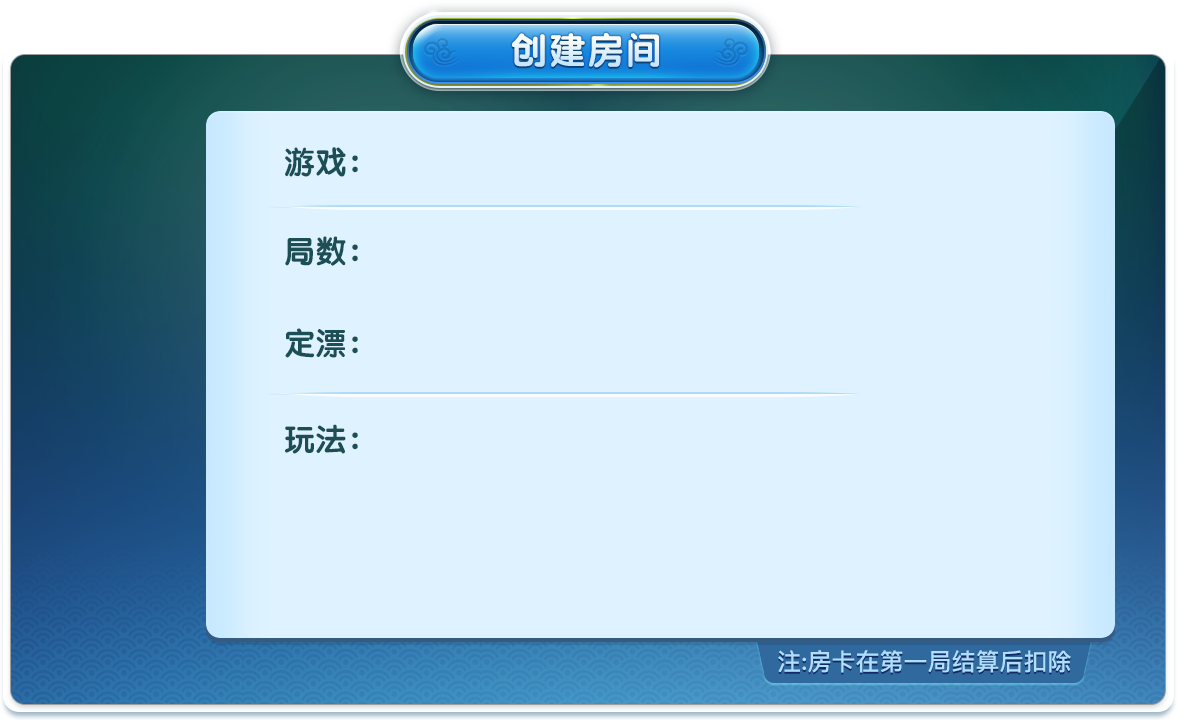 创建房间
游戏：
局数：
定漂：
玩法：
注:房卡在第一局结算后扣除